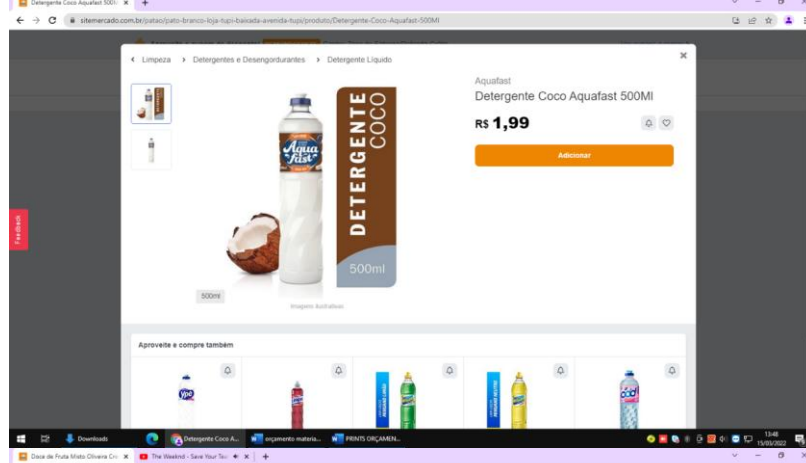 Detergente Coco Aquafast 500M
sitemercado.com.br/patao/pato-branco-loja-tupi-baixada-avenida-tupi/produto/Detergente-Coco-Aquafast-500Ml
Limpeza > Detergentes e Desengordurantes > Detergente Líquido
Aquafast
Detergente Coco Aquafast 500Ml
R$ 1,99
Adicionar
Aqua
Fast
DETERGENTE
COCO
500ml
500ml
Imagens ilustrativas
Feedback
Aproveite e compre também
Ypê
Downloads
Detergente Coco A...
orçamento materia...
PRINTS ORÇAMEN...
13:48
15/03/2022
Doce de Fruta Misto Oliveira Cri
The Weeknd - Save Your Tea